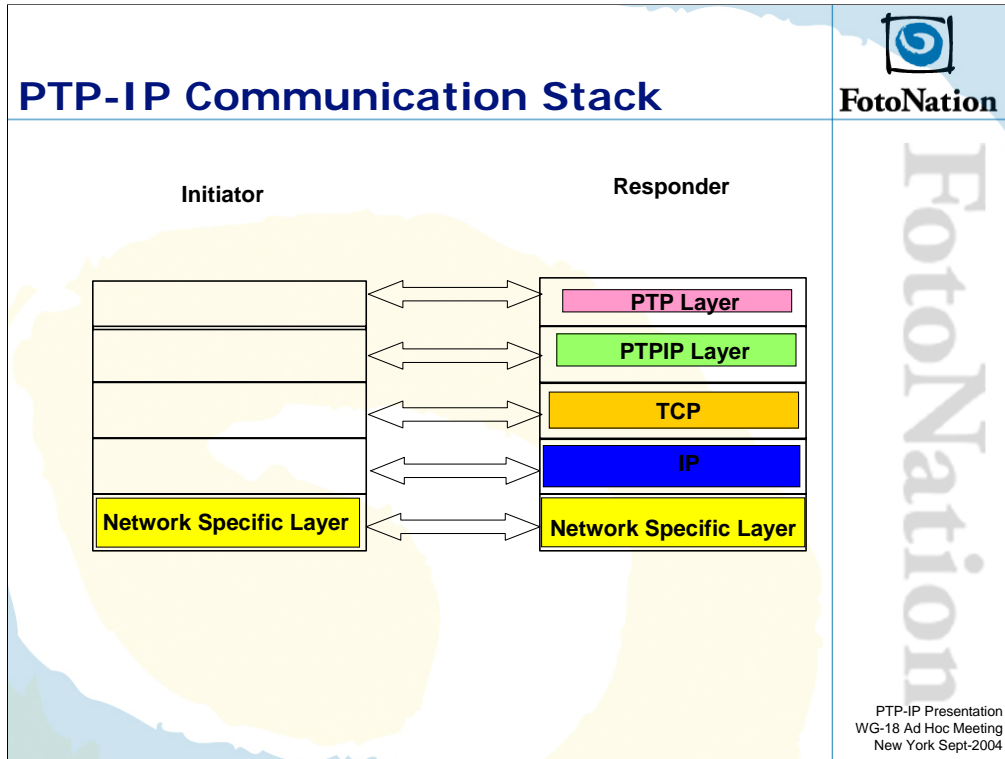 PTP-IP Communication Stack
FotoNation
FotoNation
Initiator
Responder
PTP Layer
PTPIP Layer
TCP
IP
Network Specific Layer
Network Specific Layer
PTP-IP Presentation
WG-18 Ad Hoc Meeting
New York Sept-2004